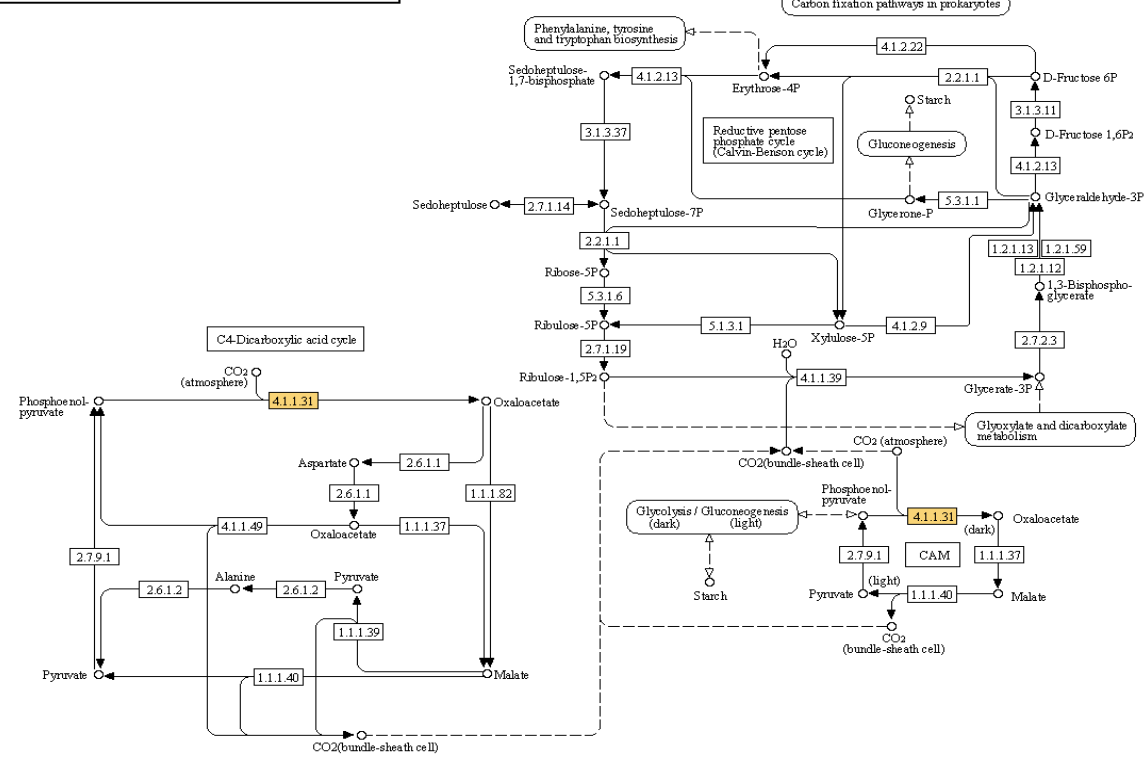 Carbon fixation pathways in prokaryotes
Phenylalanine, tyrosine
and tryptophan biosynthesis
4.1.2.22
Sedoheptulose-
1,7-bisphosphate
4.1.2.13
Erythrose-4P
2.2.1.1
D-Fructose 6P
Starch
3.1.3.11
3.1.3.37
Reductive pentose
phosphate cycle
(Calvin-Benson cycle)
Gluconeogenesis
D-Fructose 1,6P2
4.1.2.13
Sedoheptulose
2.7.1.14
Sedoheptulose-7P
Glycerone-P
5.3.1.1
Glyceraldehyde-3P
2.2.1.1
1.2.1.13
1.2.1.59
1.2.1.12
Ribose-5P
5.3.1.6
1,3-Bisphospho-
glycerate
Ribulose-5P
5.1.3.1
Xylulose-5P
4.1.2.9
2.7.2.3
2.7.1.19
H2O
C4-Dicarboxylic acid cycle
Ribulose-1,5P2
4.1.1.39
Glycerate-3P
CO2
(atmosphere)
Phosphoenol-
pyruvate
4.1.1.31
Oxaloacetate
Glyoxylate and dicarboxylate
metabolism
CO2 (atmosphere)
CO2(bundle-sheath cell)
Aspartate
2.6.1.1
2.6.1.1
1.1.1.82
Phosphoenol-
pyruvate
Glycolysis / Gluconeogenesis
(dark) (light)
4.1.1.31
(dark)
Oxaloacetate
4.1.1.49
Oxaloacetate
1.1.1.37
2.7.9.1
2.7.9.1
CAM
1.1.1.37
Alanine
Pyruvate
2.6.1.2
2.6.1.2
Starch
(light)
Pyruvate
1.1.1.40
Malate
1.1.1.39
CO2
(bundle-sheath cell)
Pyruvate
1.1.1.40
Malate
CO2(bundle-sheath cell)